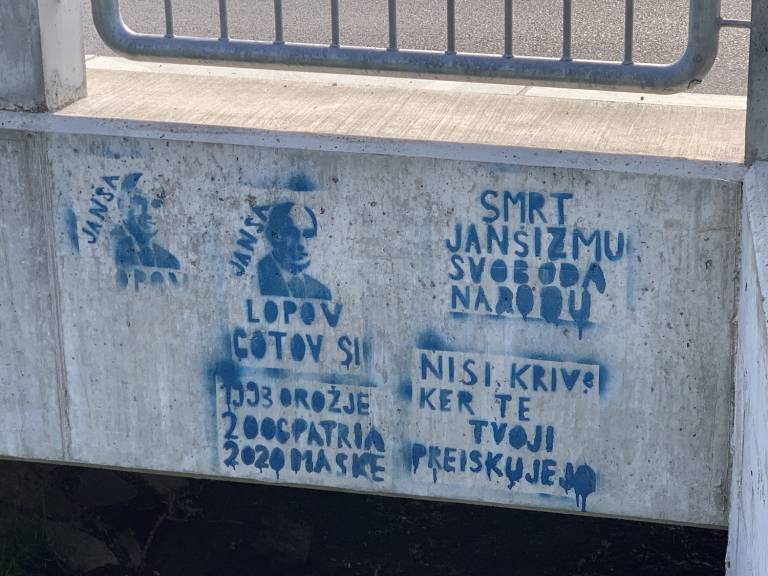 JANŠA
LOPOV
JANŠA
LOPOV
GOTOV SI
1993 OROŽJE
2006 PATRIA
2020 MASKE
SMRT
JANŠIZMU
SVOBODA
NARODU
NISI KRIV?
KER TE
TVOJI
PREISKUJEJO